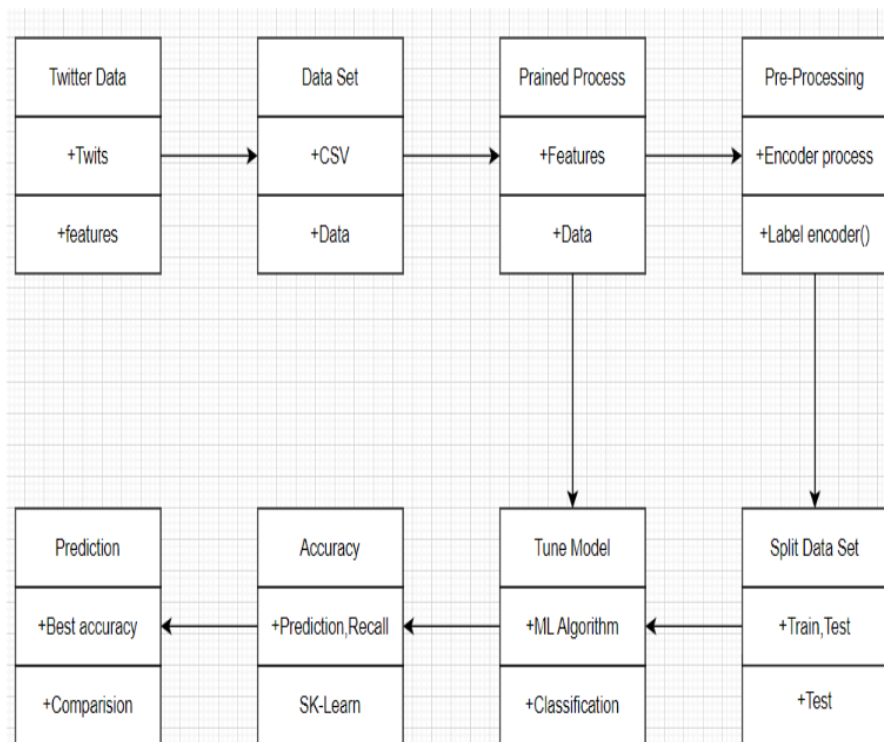 Twitter Data
+Twits
+features
Data Set
+CSV
+Data
Prained Process
+Features
+Data
Pre-Processing
+Encoder process
+Label encoder()
Prediction
+Best accuracy
+Comparision
Accuracy
+Prediction,Recall
SK-Learn
Tune Model
+ML Algorithm
+Classification
Split Data Set
+Train,Test
+Test